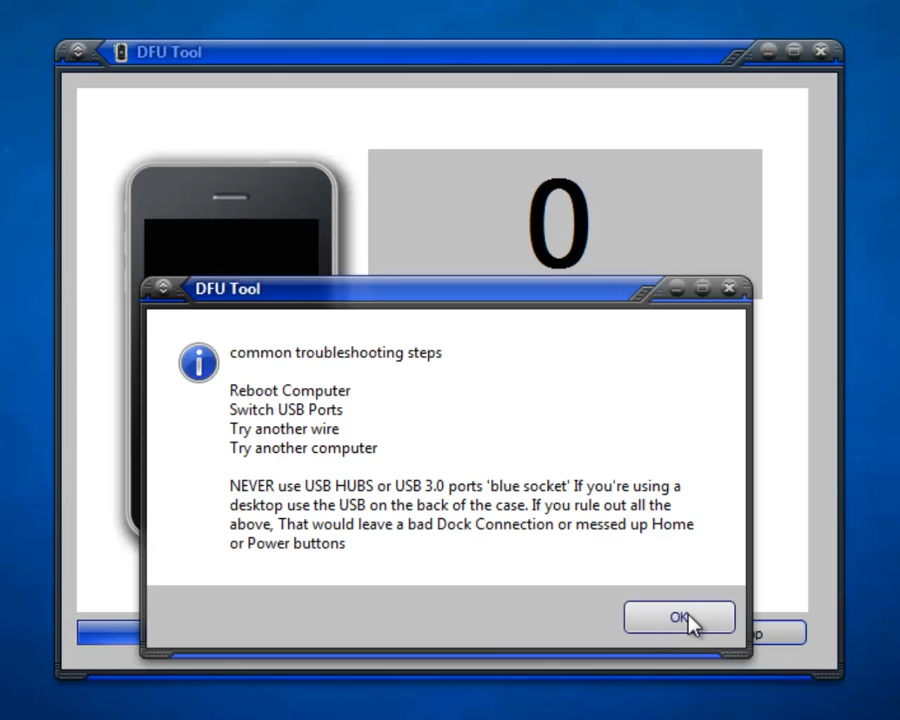 DFU Tool
0
DFU Tool
common troubleshooting steps
Reboot Computer
Switch USB Ports
Try another wire
Try another computer
NEVER use USB HUBS or USB 3.0 ports 'blue socket' If you're using a
desktop use the USB on the back of the case. If you rule out all the
above, That would leave a bad Dock Connection or messed up Home
or Power buttons
OK